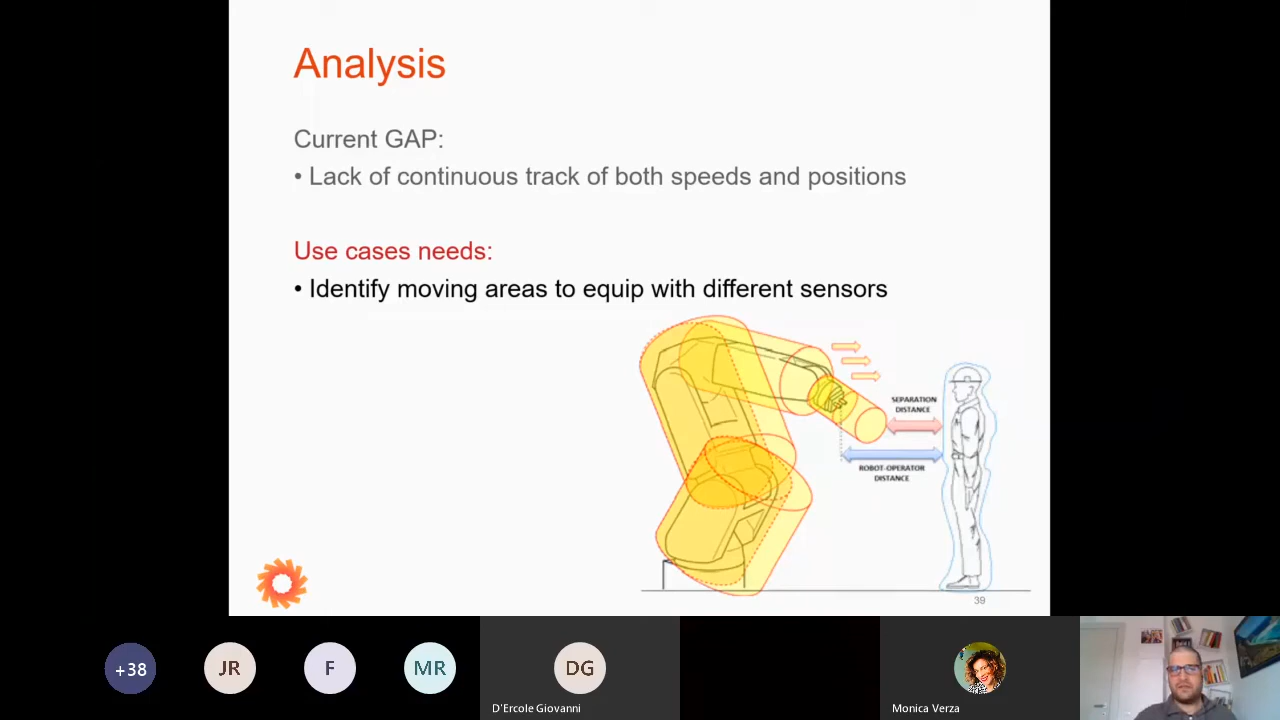 Analysis
Current GAP:
• Lack of continuous track of both speeds and positions
Use cases needs:
• Identify moving areas to equip with different sensors
SEPARATION
DISTANCE
ROBOT-OPERATOR
DISTANCE
39
+38
JR
F
MR
DG
D'Ercole Giovanni
Monica Verza